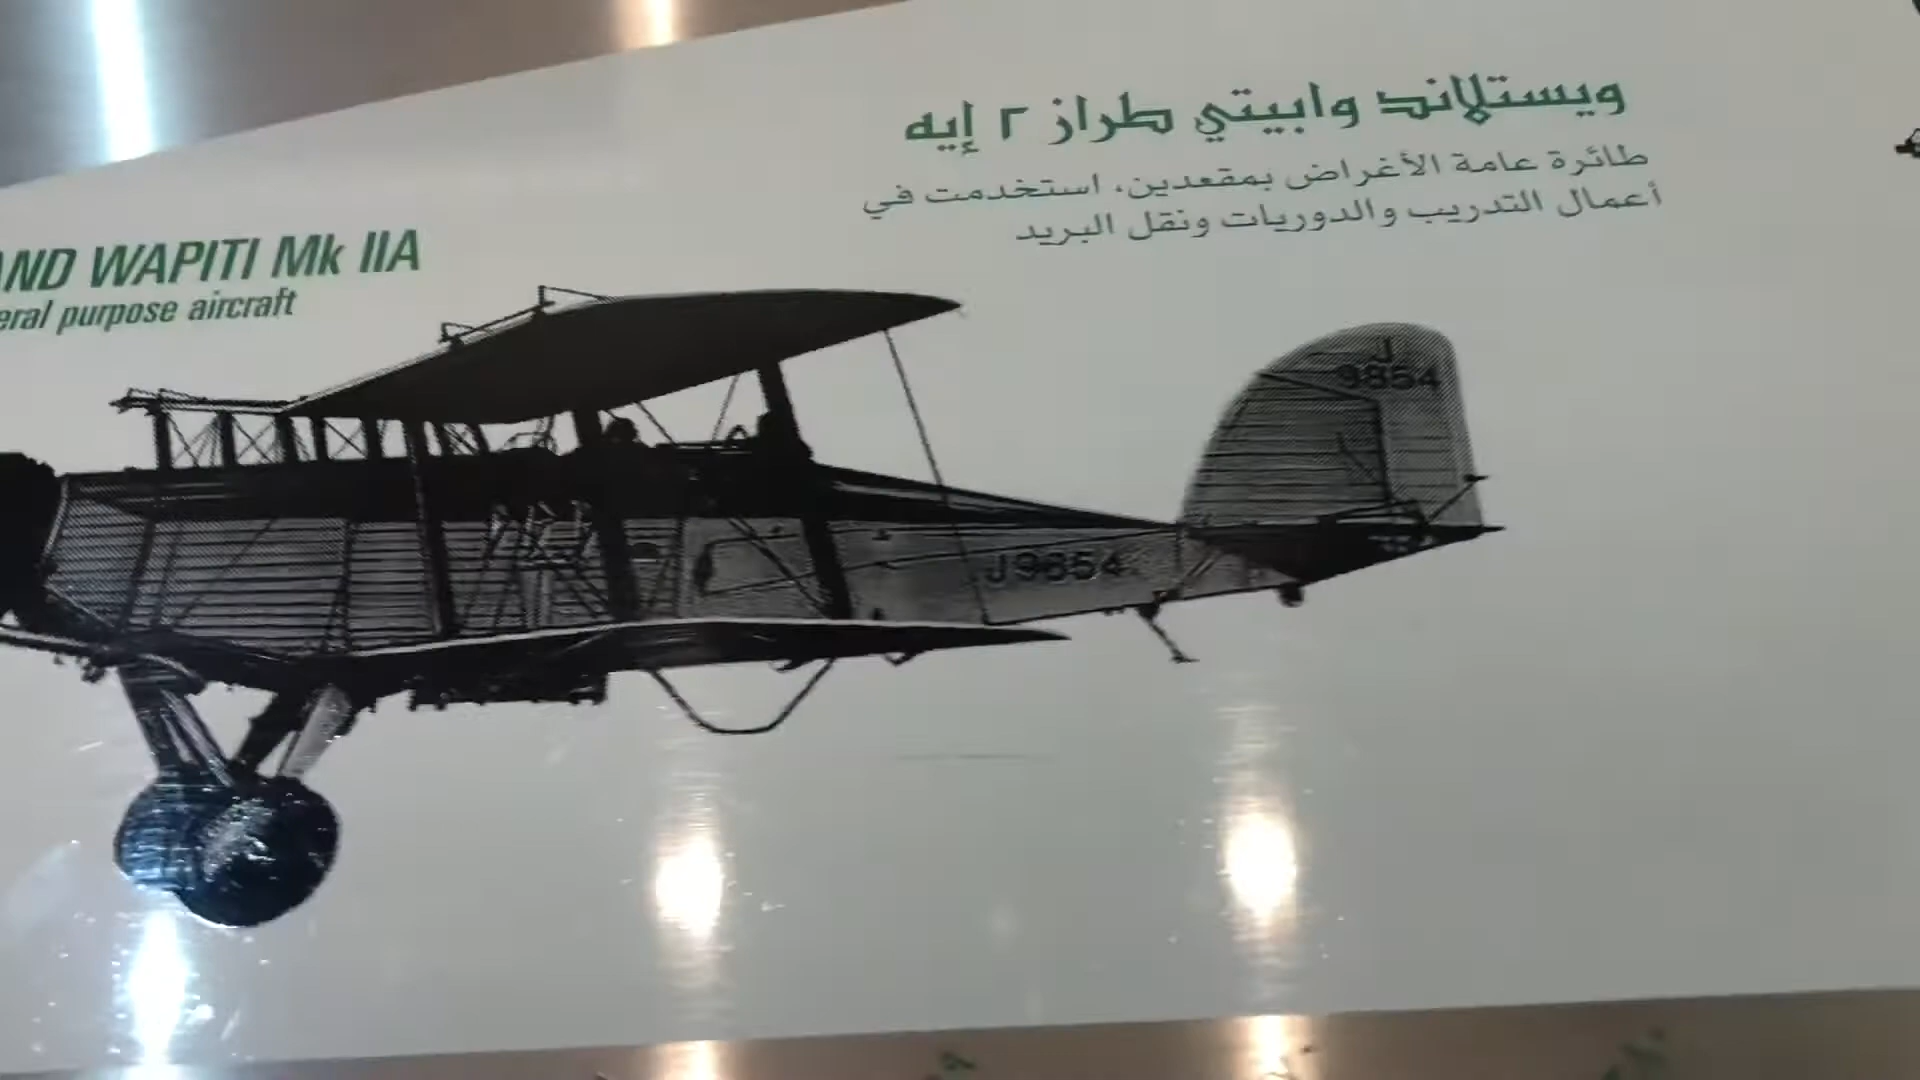 ويستلاند وابيتي طراز ٢ إيه
طائرة عامة الأغراض بمقعدين، استخدمت في
أعمال التدريب والدوريات ونقل البريد
AND WAPITI Mk IIA
eral purpose aircraft
J
9854
J9854